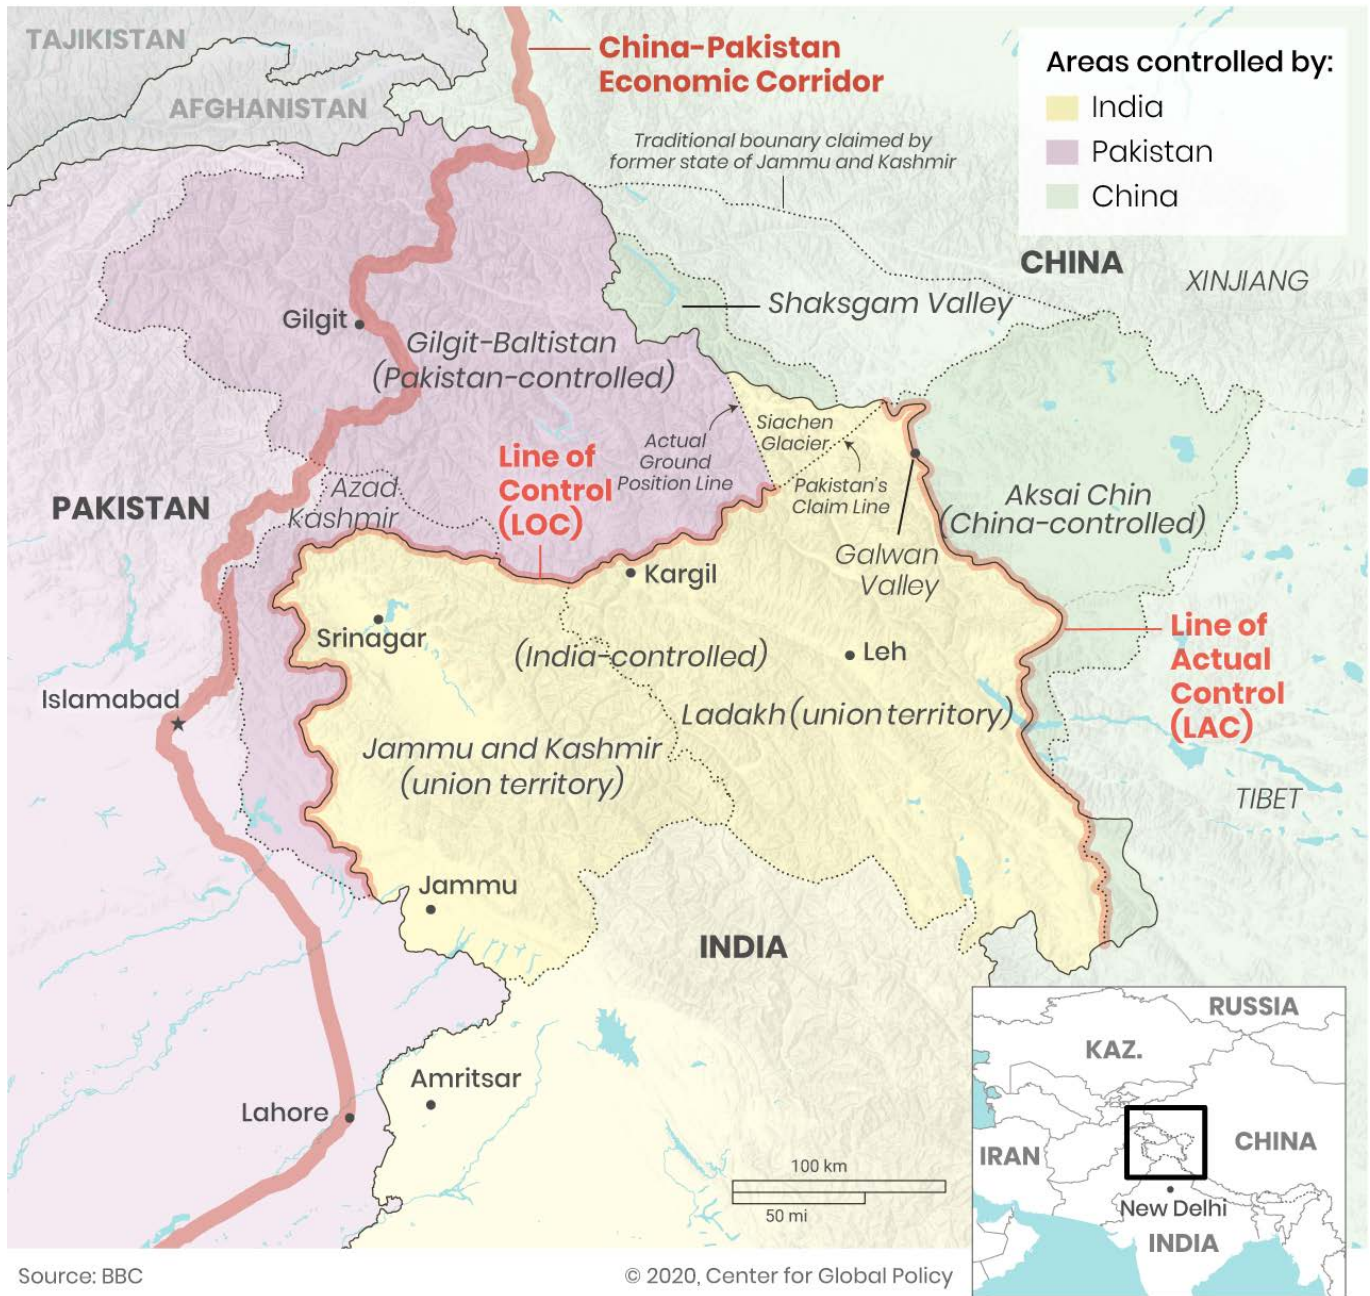 TAJIKISTAN
AFGHANISTAN
China-Pakistan
Economic Corridor
Areas controlled by:
India
Pakistan
China
Traditional bounary claimed by
former state of Jammu and Kashmir
CHINA
XINJIANG
Shaksgam Valley
Gilgit
Gilgit-Baltistan
(Pakistan-controlled)
Siachen
Glacier
Actual
Ground
Position Line
Line of
Control
(LOC)
Pakistan's
Claim Line
Aksai Chin
(China-controlled)
PAKISTAN
Azad
Kashmir
Galwan
Valley
Kargil
Srinagar
(India-controlled)
Leh
Line of
Actual
Control
(LAC)
Islamabad
Ladakh (union territory)
Jammu and Kashmir
(union territory)
TIBET
Jammu
INDIA
Amritsar
Lahore
100 km
50 mi
RUSSIA
KAZ.
IRAN
CHINA
New Delhi
INDIA
Source: BBC
© 2020, Center for Global Policy